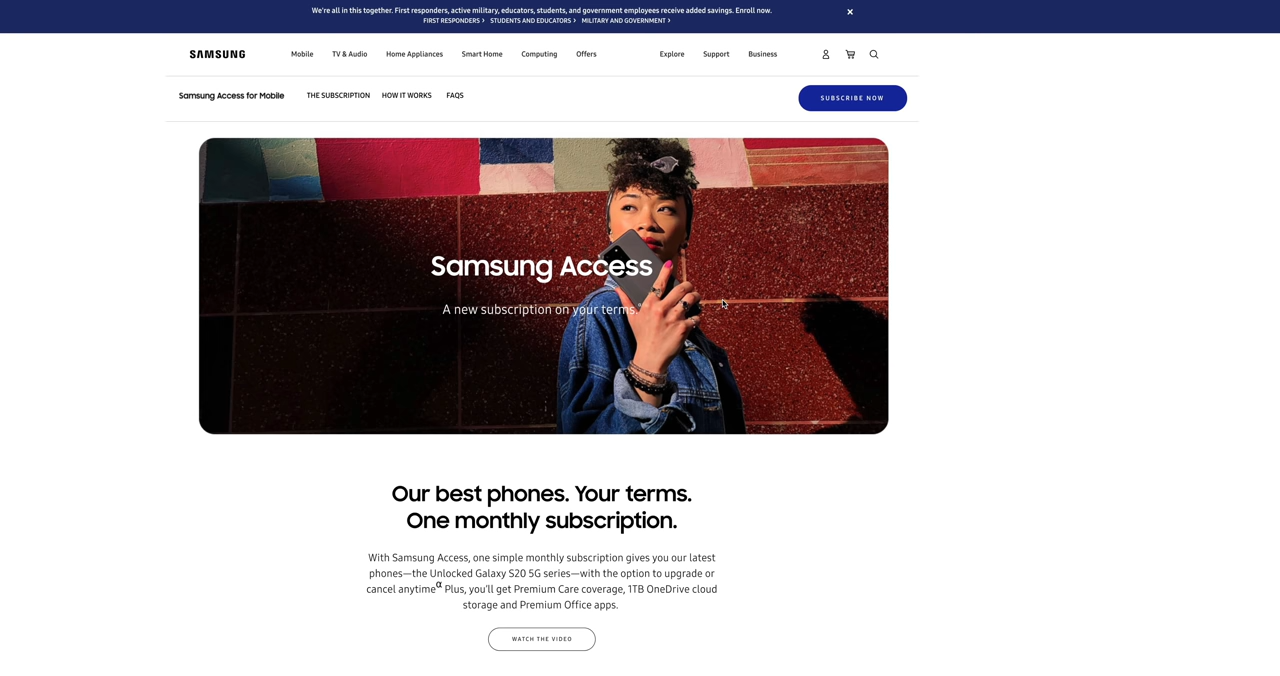 We're all in this together. First responders, active military, educators, students, and government employees receive added savings. Enroll now.
FIRST RESPONDERS › STUDENTS AND EDUCATORS › MILITARY AND GOVERNMENT ›
SAMSUNG Mobile TV & Audio Home Appliances Smart Home Computing Offers Explore Support Business
Samsung Access for Mobile THE SUBSCRIPTION HOW IT WORKS FAQS SUBSCRIBE NOW
Samsung Access
A new subscription on your terms.
Our best phones. Your terms.
One monthly subscription.
With Samsung Access, one simple monthly subscription gives you our latest
phones—the Unlocked Galaxy S20 5G series—with the option to upgrade or
cancel anytimeα Plus, you'll get Premium Care coverage, 1TB OneDrive cloud
storage and Premium Office apps.
WATCH THE VIDEO